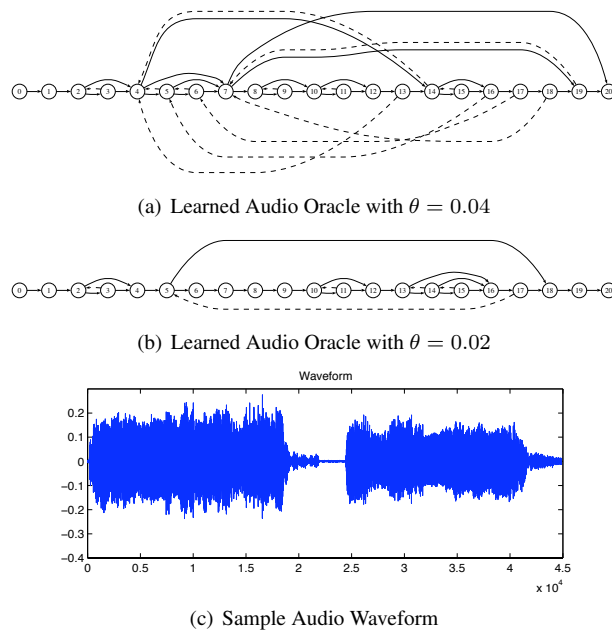 0 1 2 3 4 5 6 7 8 9 10 11 12 13 14 15 16 17 18 19 20
(a) Learned Audio Oracle with θ = 0.04
0 1 2 3 4 5 6 7 8 9 10 11 12 13 14 15 16 17 18 19 20
(b) Learned Audio Oracle with θ = 0.02
Waveform
0.2
0.1
0
−0.1
−0.2
−0.3
−0.4
0 0.5 1 1.5 2 2.5 3 3.5 4 4.5
x 10⁴
(c) Sample Audio Waveform